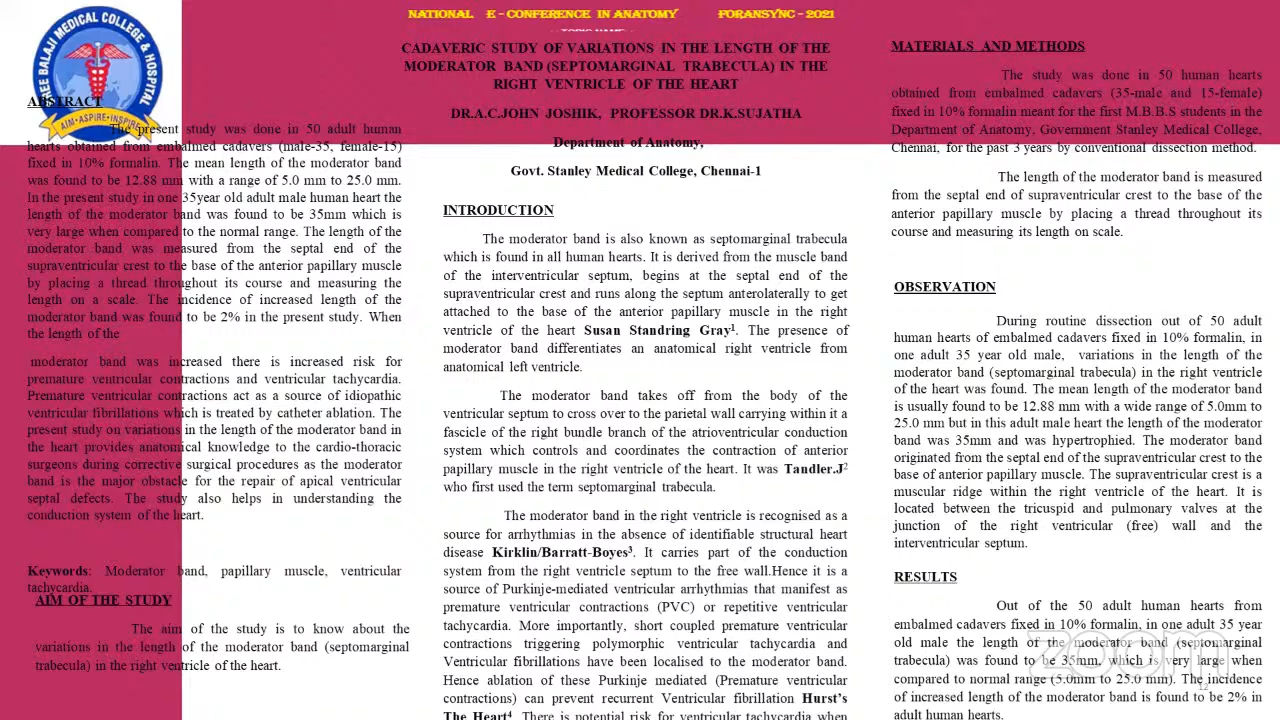 NATIONAL E - CONFERENCE IN ANATOMY FORANSYNC - 2021
SREE BALAJI MEDICAL COLLEGE & HOSPITAL
AIM - ASPIRE - INSPIRE
ABSTRACT
The present study was done in 50 adult human
hearts obtained from embalmed cadavers (male-35, female-15)
fixed in 10% formalin. The mean length of the moderator band
was found to be 12.88 mm with a range of 5.0 mm to 25.0 mm.
In the present study in one 35year old adult male human heart the
length of the moderator band was found to be 35mm which is
very large when compared to the normal range. The length of the
moderator band was measured from the septal end of the
supraventricular crest to the base of the anterior papillary muscle
by placing a thread throughout its course and measuring the
length on a scale. The incidence of increased length of the
moderator band was found to be 2% in the present study. When
the length of the
moderator band was increased there is increased risk for
premature ventricular contractions and ventricular tachycardia.
Premature ventricular contractions act as a source of idiopathic
ventricular fibrillations which is treated by catheter ablation. The
present study on variations in the length of the moderator band in
the heart provides anatomical knowledge to the cardio-thoracic
surgeons during corrective surgical procedures as the moderator
band is the major obstacle for the repair of apical ventricular
septal defects. The study also helps in understanding the
conduction system of the heart.
Keywords: Moderator band, papillary muscle, ventricular
tachycardia.
AIM OF THE STUDY
The aim of the study is to know about the
variations in the length of the moderator band (septomarginal
trabecula) in the right ventricle of the heart.
CADAVERIC STUDY OF VARIATIONS IN THE LENGTH OF THE
MODERATOR BAND (SEPTOMARGINAL TRABECULA) IN THE
RIGHT VENTRICLE OF THE HEART
DR.A.C.JOHN JOSHIK, PROFESSOR DR.K.SUJATHA
Department of Anatomy,
Govt. Stanley Medical College, Chennai-1
INTRODUCTION
The moderator band is also known as septomarginal trabecula
which is found in all human hearts. It is derived from the muscle band
of the interventricular septum, begins at the septal end of the
supraventricular crest and runs along the septum anterolaterally to get
attached to the base of the anterior papillary muscle in the right
ventricle of the heart Susan Standring Gray¹. The presence of
moderator band differentiates an anatomical right ventricle from
anatomical left ventricle.
The moderator band takes off from the body of the
ventricular septum to cross over to the parietal wall carrying within it a
fascicle of the right bundle branch of the atrioventricular conduction
system which controls and coordinates the contraction of anterior
papillary muscle in the right ventricle of the heart. It was Tandler.J²
who first used the term septomarginal trabecula.
The moderator band in the right ventricle is recognised as a
source for arrhythmias in the absence of identifiable structural heart
disease Kirklin/Barratt-Boyes³. It carries part of the conduction
system from the right ventricle septum to the free wall.Hence it is a
source of Purkinje-mediated ventricular arrhythmias that manifest as
premature ventricular contractions (PVC) or repetitive ventricular
tachycardia. More importantly, short coupled premature ventricular
contractions triggering polymorphic ventricular tachycardia and
Ventricular fibrillations have been localised to the moderator band.
Hence ablation of these Purkinje mediated (Premature ventricular
contractions) can prevent recurrent Ventricular fibrillation Hurst's
The Heart⁴. There is potential risk for ventricular tachycardia when
MATERIALS AND METHODS
The study was done in 50 human hearts
obtained from embalmed cadavers (35-male and 15-female)
fixed in 10% formalin meant for the first M.B.B.S students in the
Department of Anatomy, Government Stanley Medical College,
Chennai, for the past 3 years by conventional dissection method.
The length of the moderator band is measured
from the septal end of supraventricular crest to the base of the
anterior papillary muscle by placing a thread throughout its
course and measuring its length on scale.
OBSERVATION
During routine dissection out of 50 adult
human hearts of embalmed cadavers fixed in 10% formalin, in
one adult 35 year old male, variations in the length of the
moderator band (septomarginal trabecula) in the right ventricle
of the heart was found. The mean length of the moderator band
is usually found to be 12.88 mm with a wide range of 5.0mm to
25.0 mm but in this adult male heart the length of the moderator
band was 35mm and was hypertrophied. The moderator band
originated from the septal end of the supraventricular crest to the
base of anterior papillary muscle. The supraventricular crest is a
muscular ridge within the right ventricle of the heart. It is
located between the tricuspid and pulmonary valves at the
junction of the right ventricular (free) wall and the
interventricular septum.
RESULTS
Out of the 50 adult human hearts from
embalmed cadavers fixed in 10% formalin, in one adult 35 year
old male the length of the moderator band (septomarginal
trabecula) was found to be 35mm, which is very large when
compared to normal range (5.0mm to 25.0 mm). The incidence
of increased length of the moderator band is found to be 2% in
adult human hearts.
zoom
12